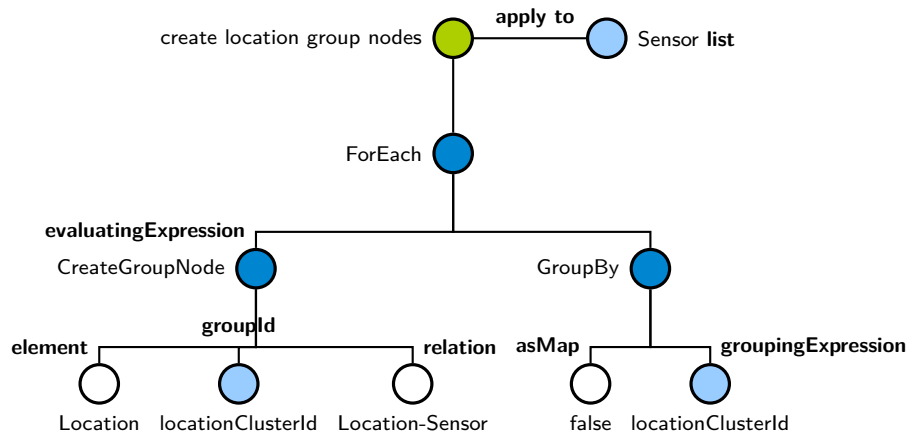 apply to
create location group nodes
Sensor list
ForEach
evaluatingExpression
CreateGroupNode
GroupBy
groupId
element
relation
asMap
groupingExpression
Location
locationClusterId
Location-Sensor
false
locationClusterId